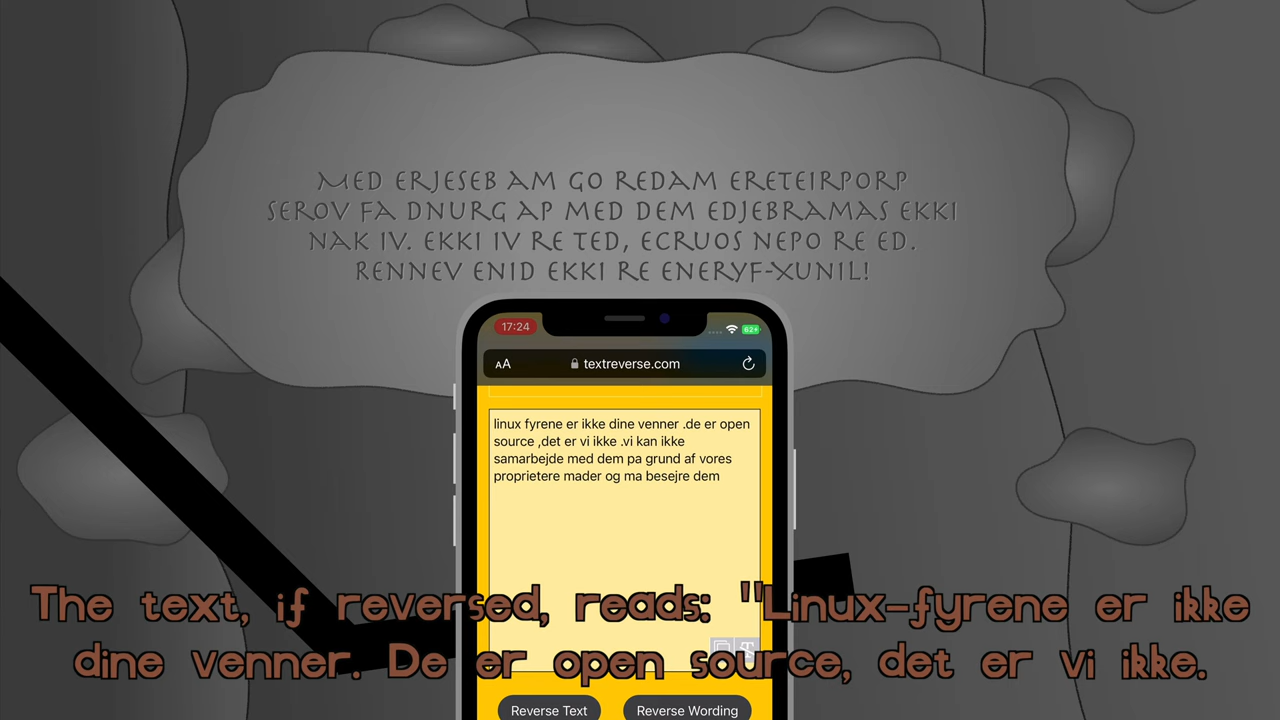 MED ERJESEB AM GO REDAM ERETEIRPORP
SEROV FA DNURG AP MED DEM EDJEBRAMAS EKKI
NAK IV. EKKI IV RE TED, ECRUOS NEPO RE ED.
RENNEV ENID EKKI RE ENERYF-XUNIL!
17:24
62+
AA
textreverse.com
linux fyrene er ikke dine venner .de er open
source ,det er vi ikke .vi kan ikke
samarbejde med dem pa grund af vores
proprietere mader og ma besejre dem
The text, if reversed, reads: "Linux-fyrene er ikke
dine venner. De er open source, det er vi ikke.
Reverse Text
Reverse Wording